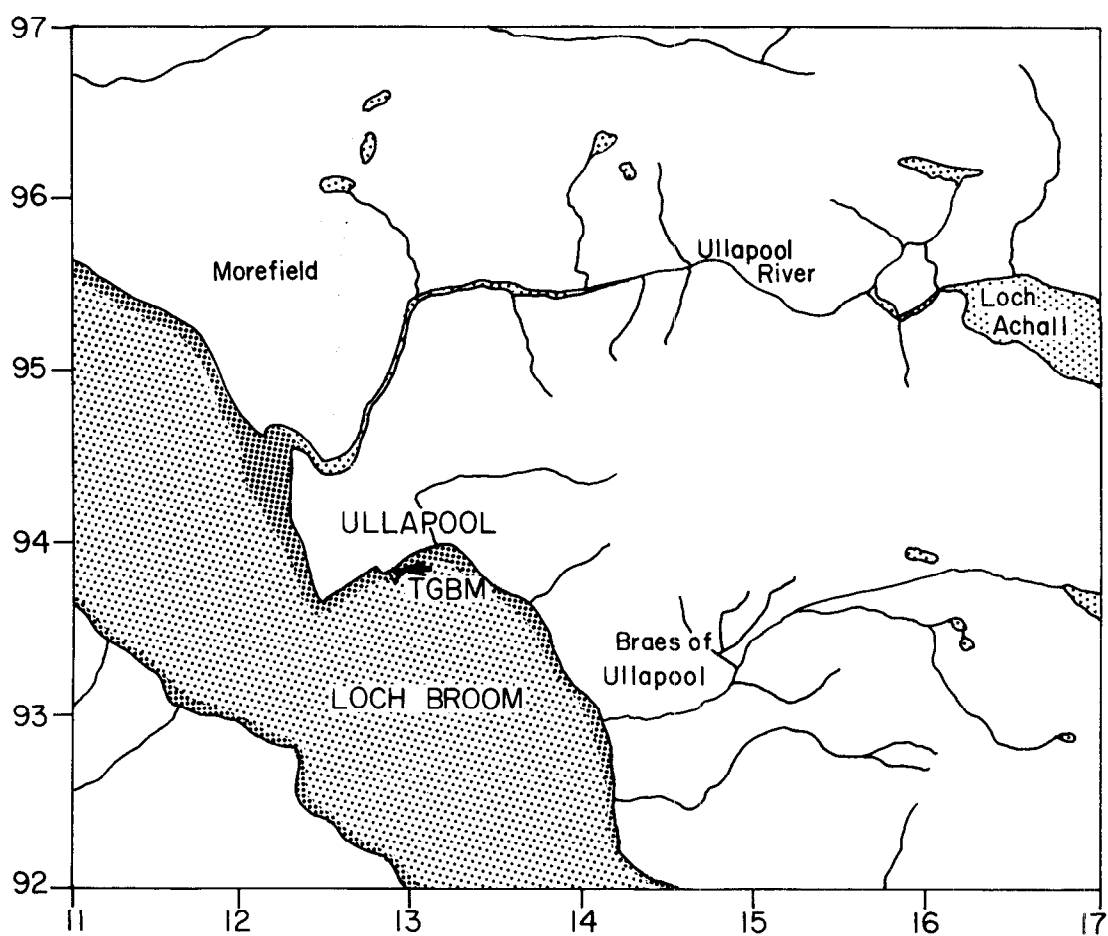 97
96
95
94
93
92
11
12
13
14
15
16
17
Morefield
Ullapool
River
Loch
Achall
ULLAPOOL
TGBM
Braes of
Ullapool
LOCH BROOM